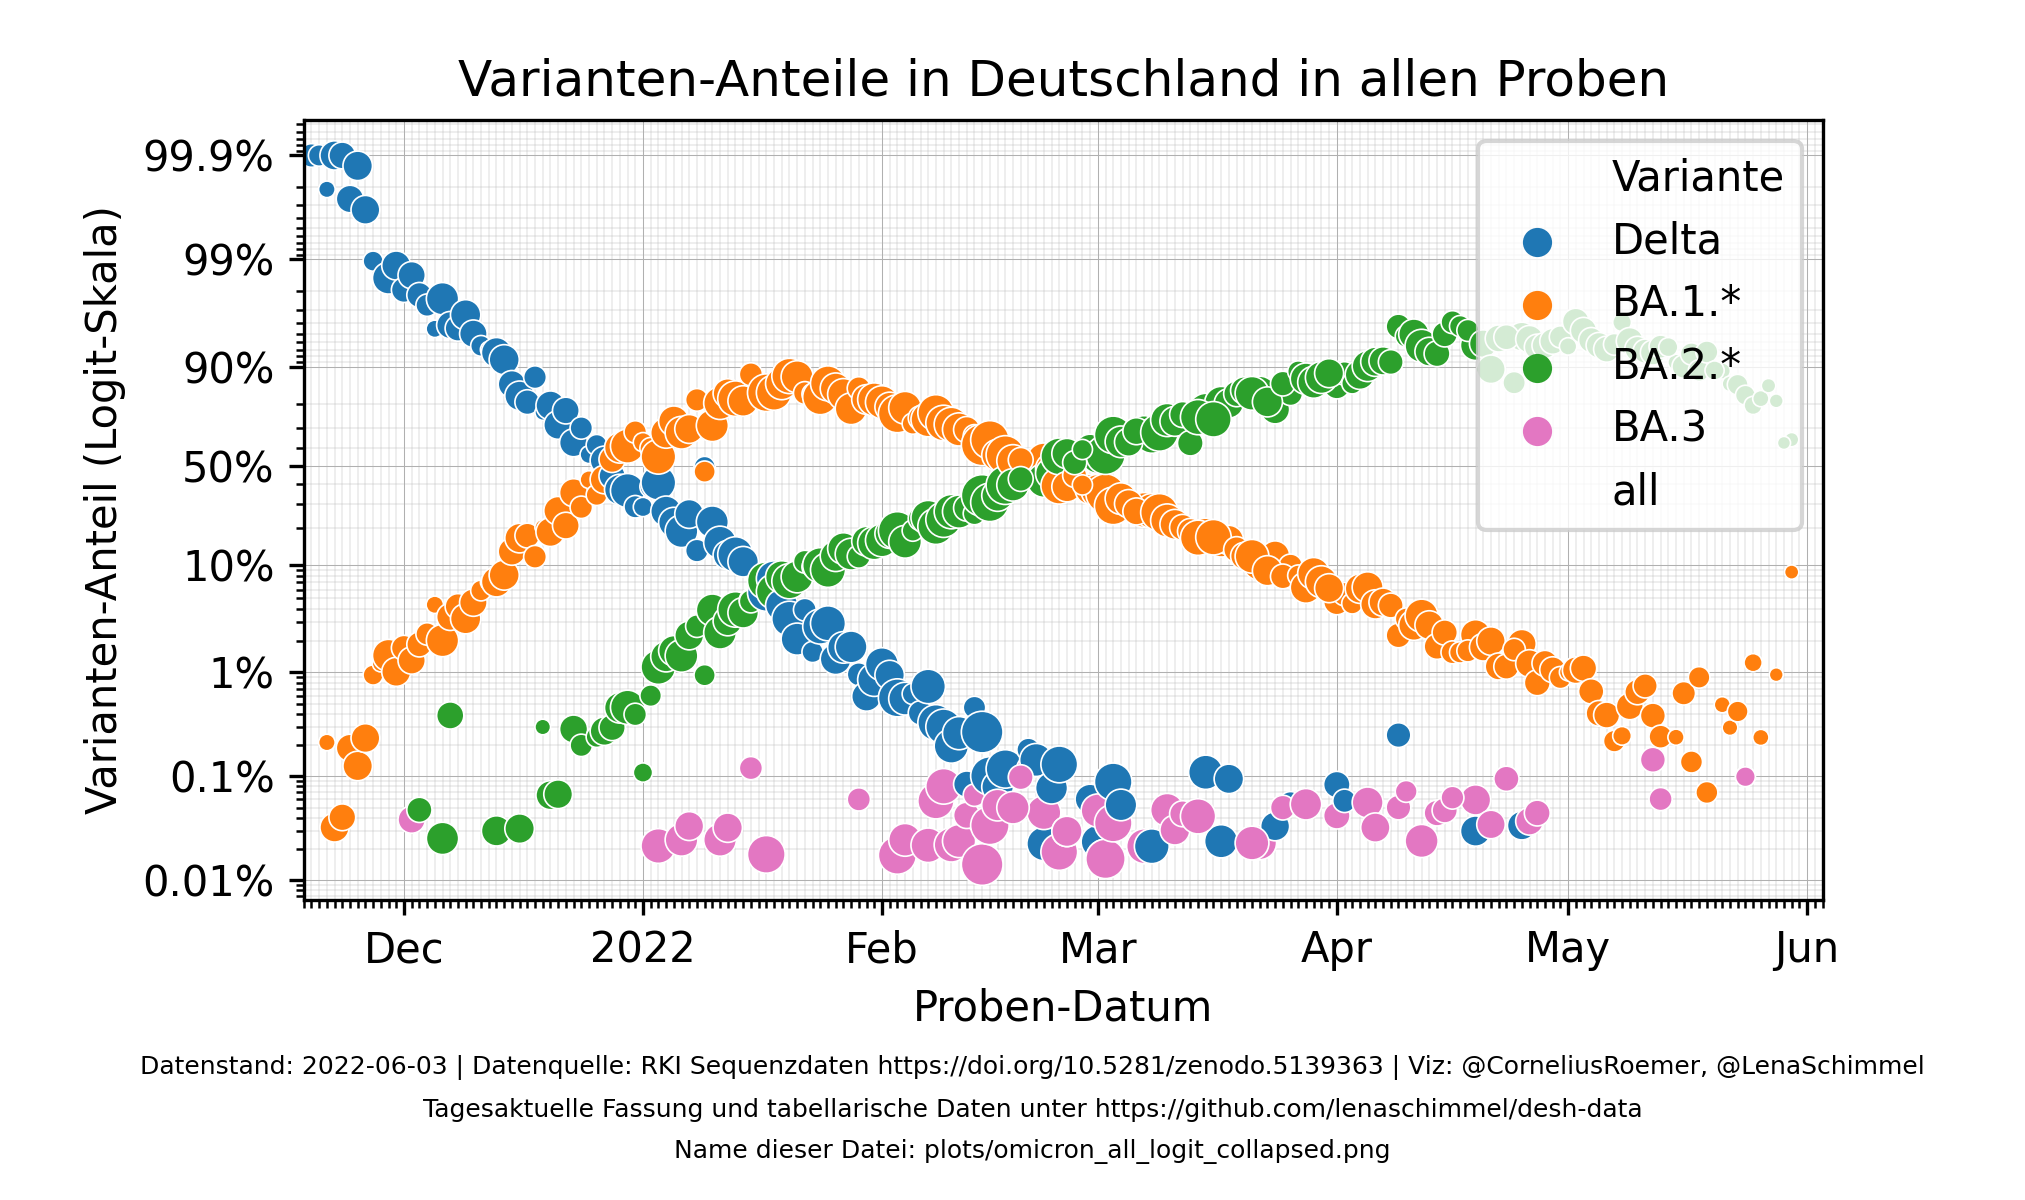 Varianten-Anteile in Deutschland in allen Proben
Varianten-Anteil (Logit-Skala)
99.9%
99%
90%
50%
10%
1%
0.1%
0.01%
Variante
Delta
BA.1.*
BA.2.*
BA.3
all
Dec
2022
Feb
Mar
Apr
May
Jun
Proben-Datum
Datenstand: 2022-06-03 | Datenquelle: RKI Sequenzdaten https://doi.org/10.5281/zenodo.5139363 | Viz: @CorneliusRoemer, @LenaSchimmel
Tagesaktuelle Fassung und tabellarische Daten unter https://github.com/lenaschimmel/desh-data
Name dieser Datei: plots/omicron_all_logit_collapsed.png